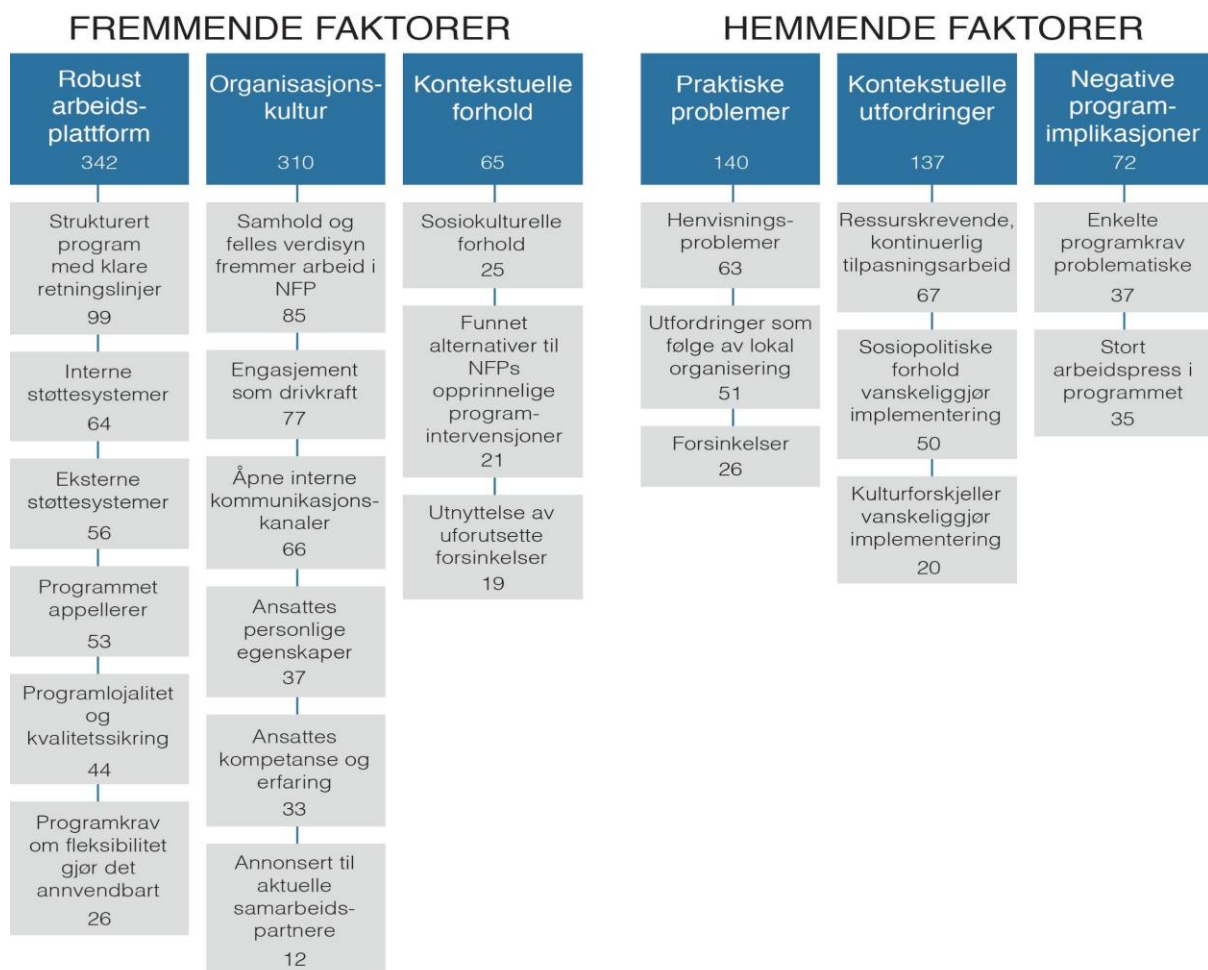 FREMMENDE FAKTORER
Robust
arbeids-
plattform
342
Strukturert
program
med klare
retningslinjer
99
Interne
støttesystemer
64
Eksterne
støttesystemer
56
Programmet
appellerer
53
Programlojalitet
og
kvalitetssikring
44
Programkrav
om fleksibilitet
gjør det
annvendbart
26
Organisasjons-
kultur
310
Samhold og
felles verdisyn
fremmer arbeid i
NFP
85
Engasjement
som drivkraft
77
Åpne interne
kommunikasjons-
kanaler
66
Ansattes
personlige
egenskaper
37
Ansattes
kompetanse og
erfaring
33
Annonsert til
aktuelle
samarbeids-
partnere
12
Kontekstuelle
forhold
65
Sosiokulturelle
forhold
25
Funnet
alternativer til
NFPs
opprinnelige
program-
intervensjoner
21
Utnyttelse av
uforutsette
forsinkelser
19
HEMMENDE FAKTORER
Praktiske
problemer
140
Henvisnings-
problemer
63
Utfordringer som
følge av lokal
organisering
51
Forsinkelser
26
Kontekstuelle
utfordringer
137
Ressurskrevende,
kontinuerlig
tilpasningsarbeid
67
Sosiopolitiske
forhold
vanskeliggjør
implementering
50
Kulturforskjeller
vanskeliggjør
implementering
20
Negative
program-
implikasjoner
72
Enkelte
programkrav
problematiske
37
Stort
arbeidspress i
programmet
35